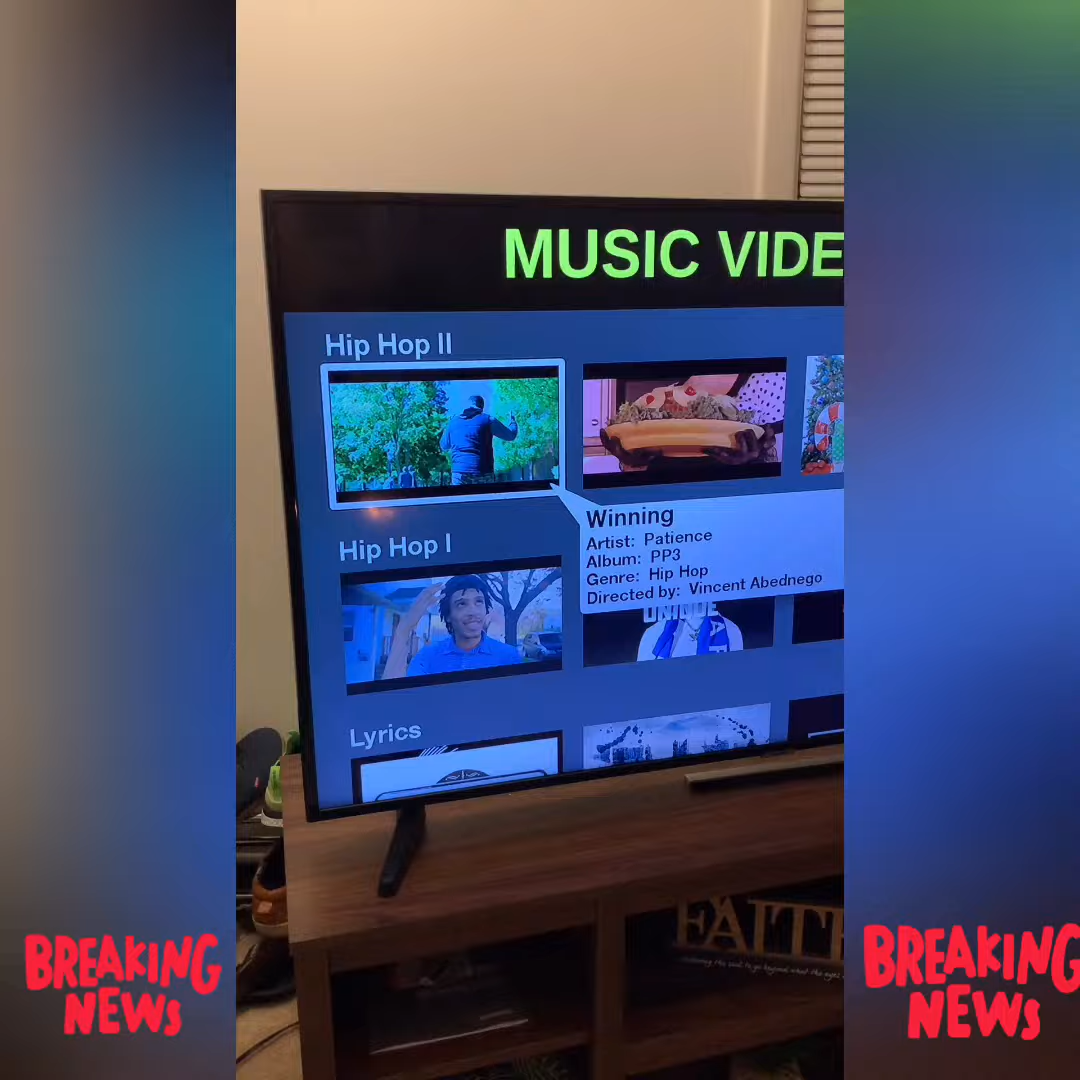 MUSIC VIDE
Hip Hop II
Winning
Artist: Patience
Album: PP3
Genre: Hip Hop
Directed by: Vincent Abednego
Hip Hop I
UNIQUE
Lyrics
FAITH
BREAKING
NEWS
BREAKING
NEWS